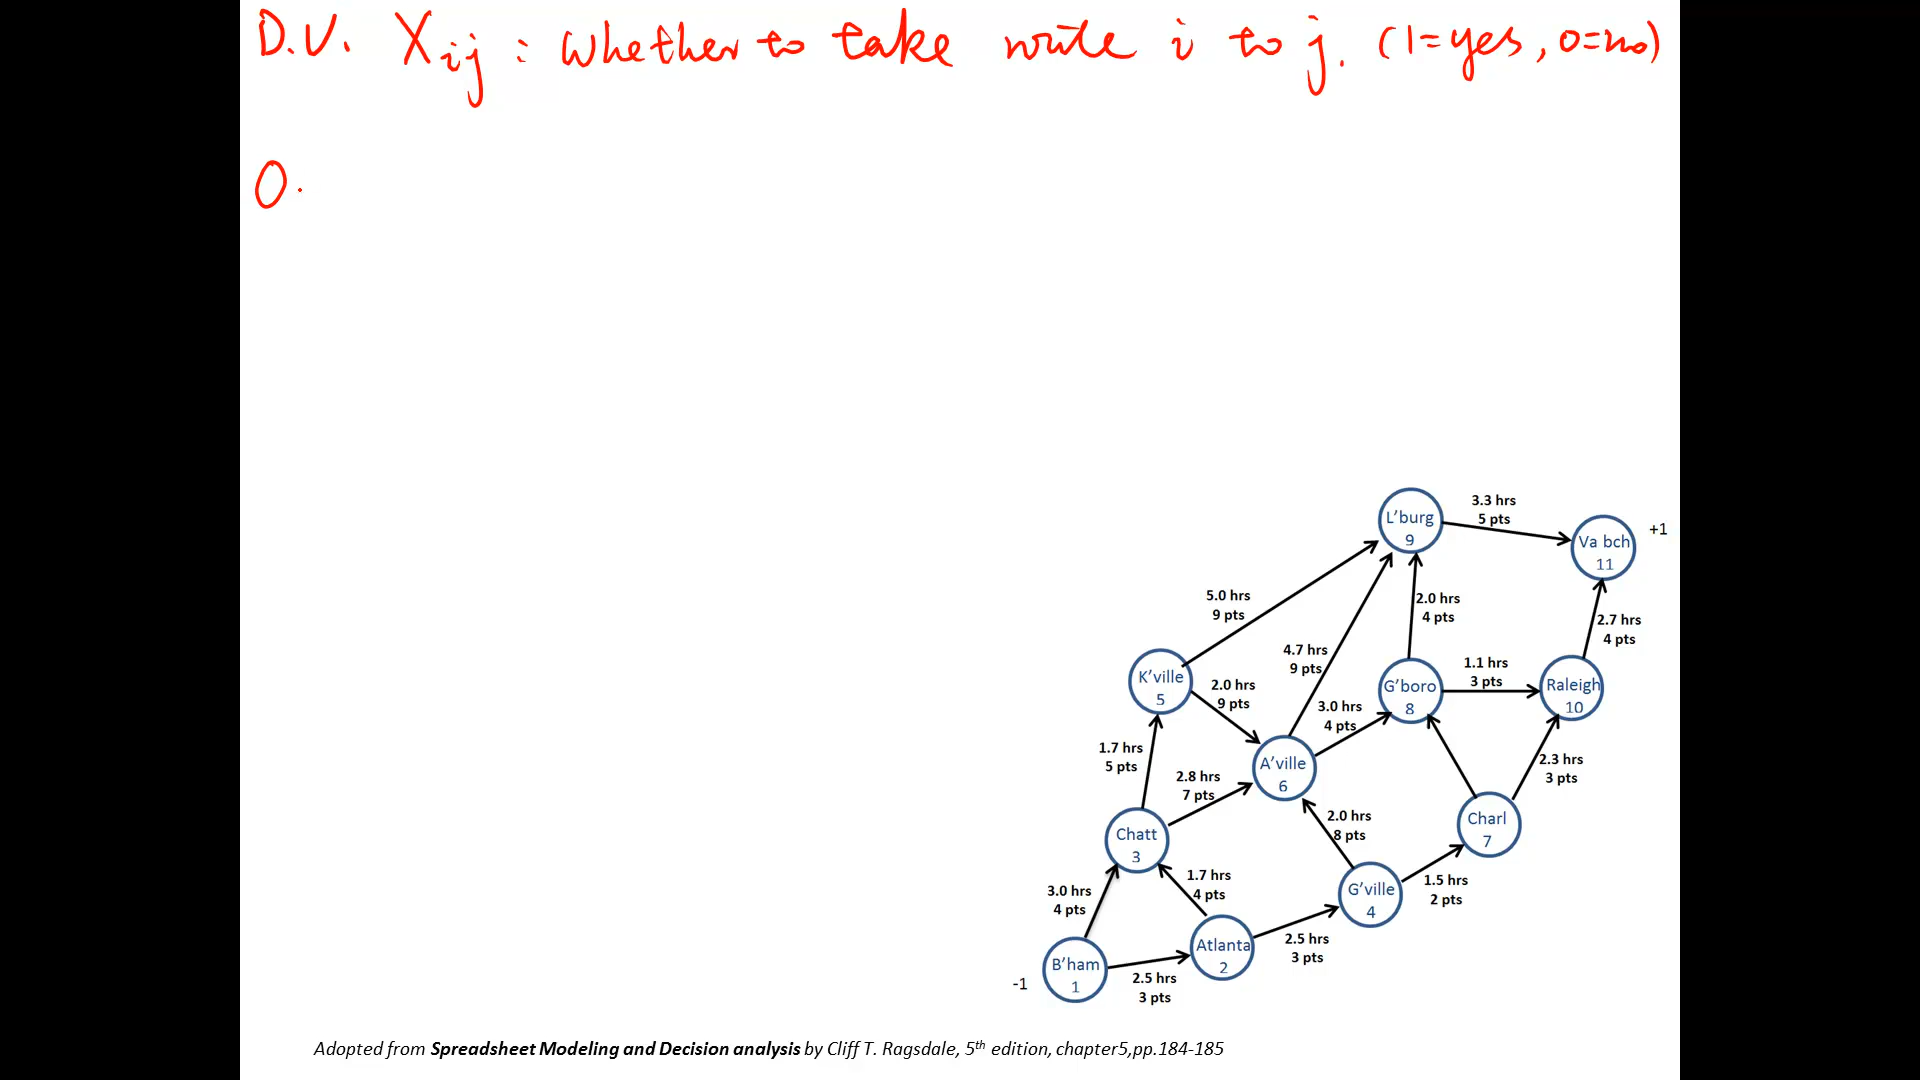 D.V. Xij : whether to take route i to j. (1=yes, 0=no)
O.
L'burg
9
3.3 hrs
5 pts
Va bch
11
+1
5.0 hrs
9 pts
2.0 hrs
4 pts
2.7 hrs
4 pts
4.7 hrs
9 pts
K'ville
5
2.0 hrs
9 pts
G'boro
8
1.1 hrs
3 pts
Raleigh
10
3.0 hrs
4 pts
1.7 hrs
5 pts
A'ville
6
2.8 hrs
7 pts
2.3 hrs
3 pts
Chatt
3
2.0 hrs
8 pts
Charl
7
3.0 hrs
4 pts
1.7 hrs
4 pts
G'ville
4
1.5 hrs
2 pts
Atlanta
2
2.5 hrs
3 pts
-1
B'ham
1
2.5 hrs
3 pts
Adopted from Spreadsheet Modeling and Decision analysis by Cliff T. Ragsdale, 5th edition, chapter5,pp.184-185